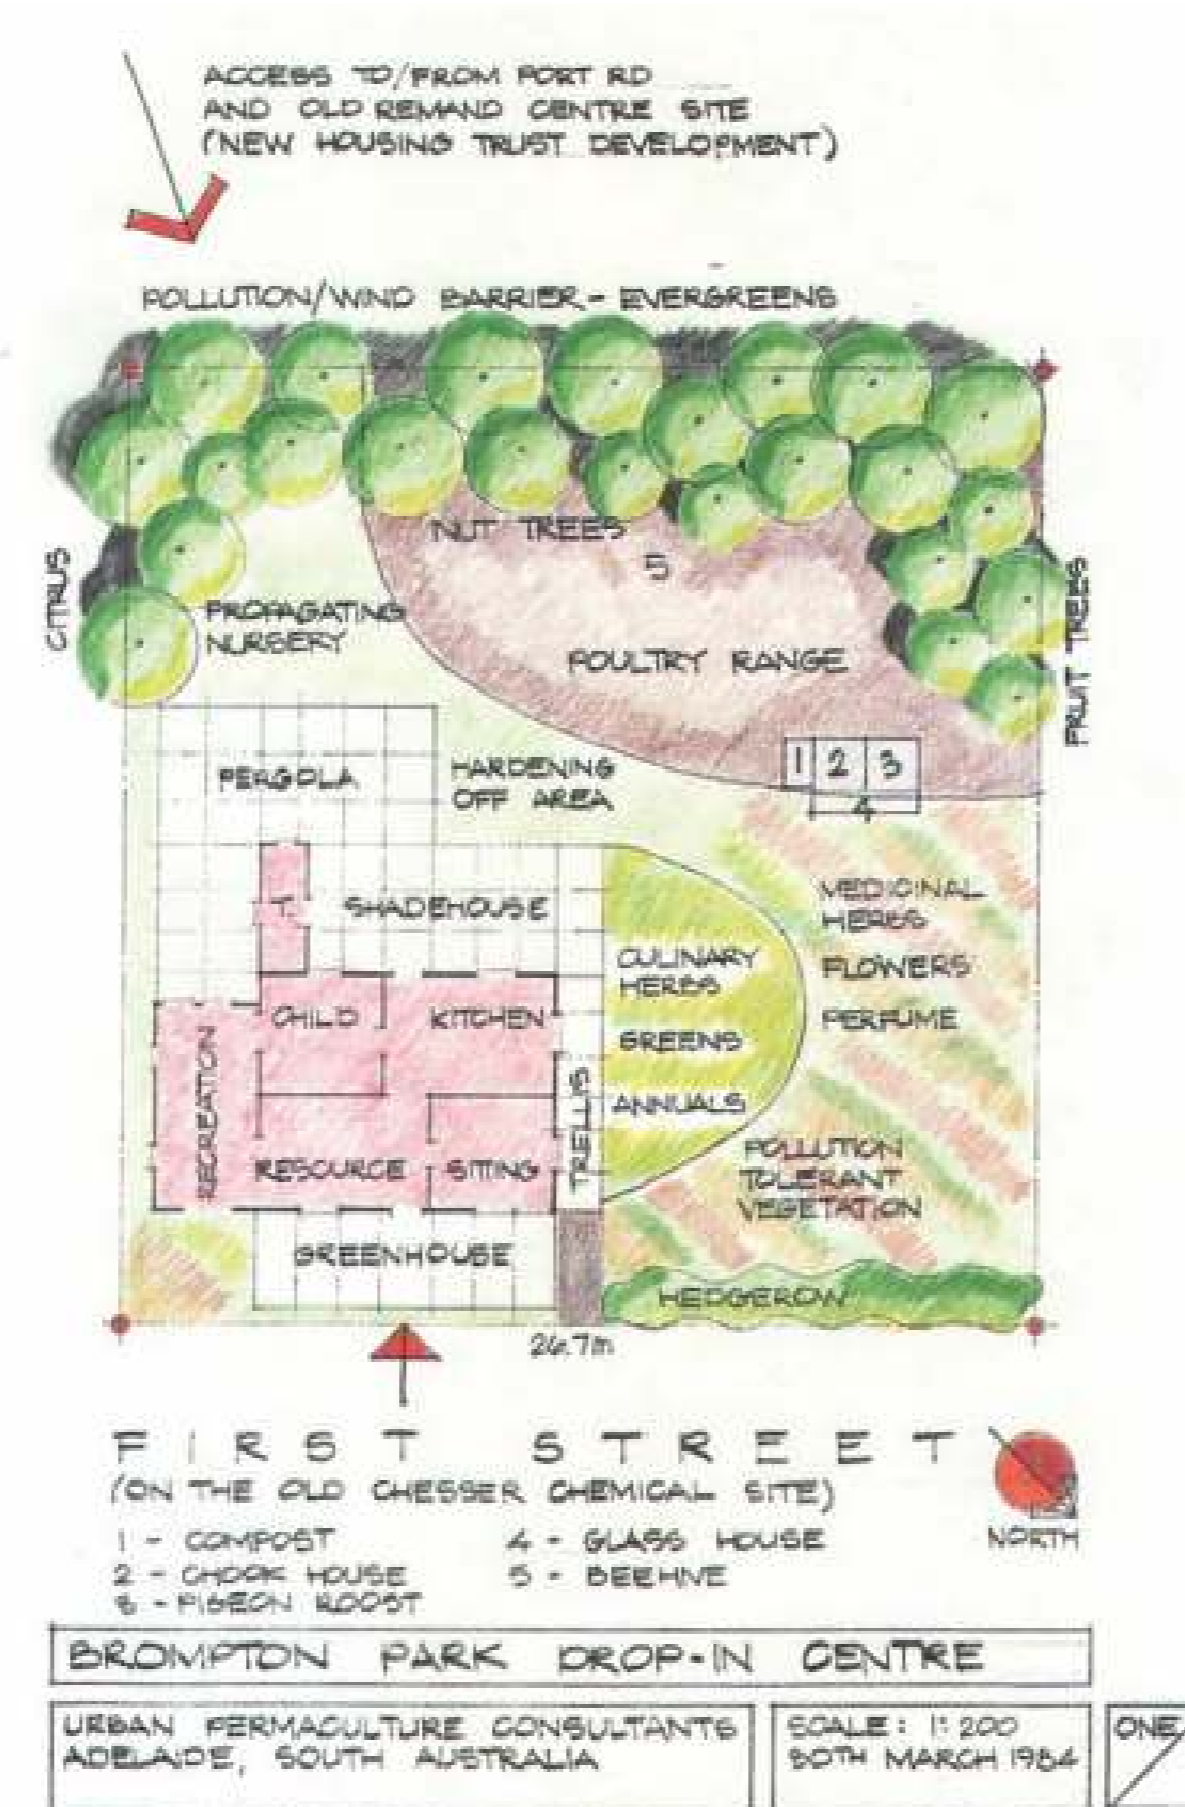 ACCESS TO/FROM PORT RD
AND OLD REMAND CENTRE SITE
(NEW HOUSING TRUST DEVELOPMENT)
POLLUTION/WIND BARRIER - EVERGREENS
NUT TREES
5
CITRUS
PROPAGATING
NURSERY
POULTRY RANGE
FRUIT TREES
PERGOLA
HARDENING
OFF AREA
1 2 3
4
T.
SHADEHOUSE
MEDICINAL
HERBS
FLOWERS
PERFUME
CULINARY
HERBS
GREENS
ANNUALS
CHILD
KITCHEN
RECREATION
RESOURCE
SITING
TRELLIS
POLLUTION
TOLERANT
VEGETATION
GREENHOUSE
HEDGEROW
26.7m
FIRST STREET
(ON THE OLD CHESSER CHEMICAL SITE)
NORTH
1 - COMPOST
2 - CHOOK HOUSE
3 - PIGEON ROOST
4 - GLASS HOUSE
5 - BEEHIVE
BROMPTON PARK DROP-IN CENTRE
URBAN PERMACULTURE CONSULTANTS
ADELAIDE, SOUTH AUSTRALIA
SCALE: 1:200
30TH MARCH 1984
ONE